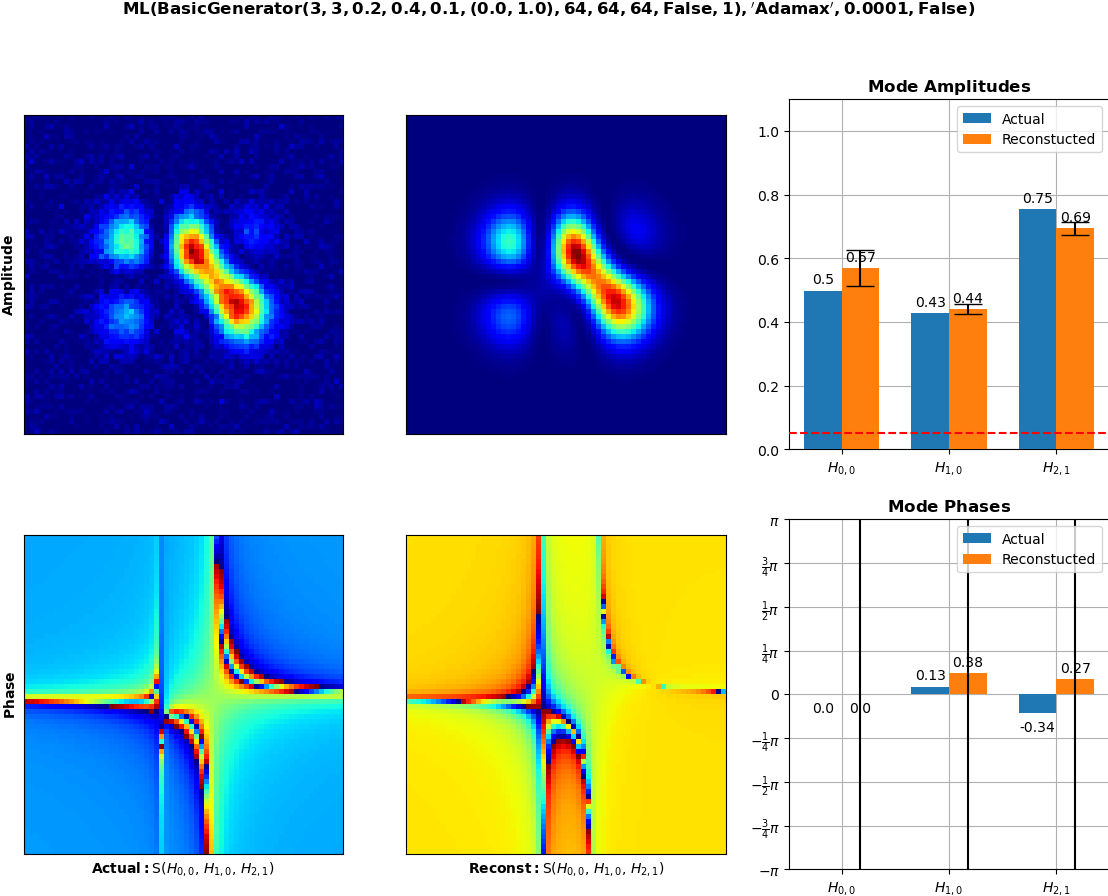 ML(BasicGenerator(3, 3, 0.2, 0.4, 0.1, (0.0, 1.0), 64, 64, 64, False, 1), ′Adamax′, 0.0001, False)
Mode Amplitudes
Actual
Reconstucted
1.0
0.8
0.6
0.4
0.2
0.0
0.5
0.57
0.43
0.44
0.75
0.69
H0,0
H1,0
H2,1
Amplitude
Mode Phases
Actual
Reconstucted
π
3/4π
1/2π
1/4π
0
−1/4π
−1/2π
−3/4π
−π
0.0
0.0
0.13
0.38
-0.34
0.27
H0,0
H1,0
H2,1
Phase
Actual: S(H0,0, H1,0, H2,1)
Reconst: S(H0,0, H1,0, H2,1)